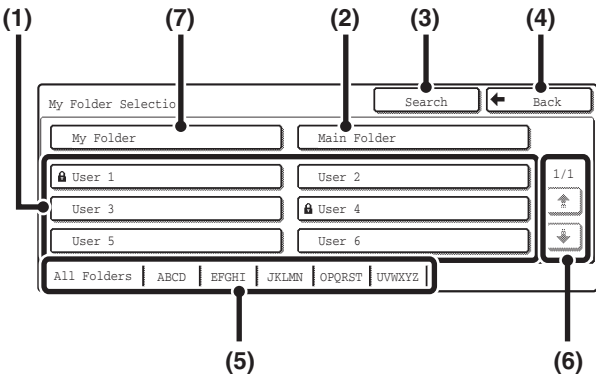 (1) (7) (2) (3) (4)
My Folder Selection Search Back
My Folder Main Folder
User 1 User 2 1/1
User 3 User 4
User 5 User 6
All Folders ABCD EFGHI JKLMN OPQRST UVWXYZ
(5) (6)